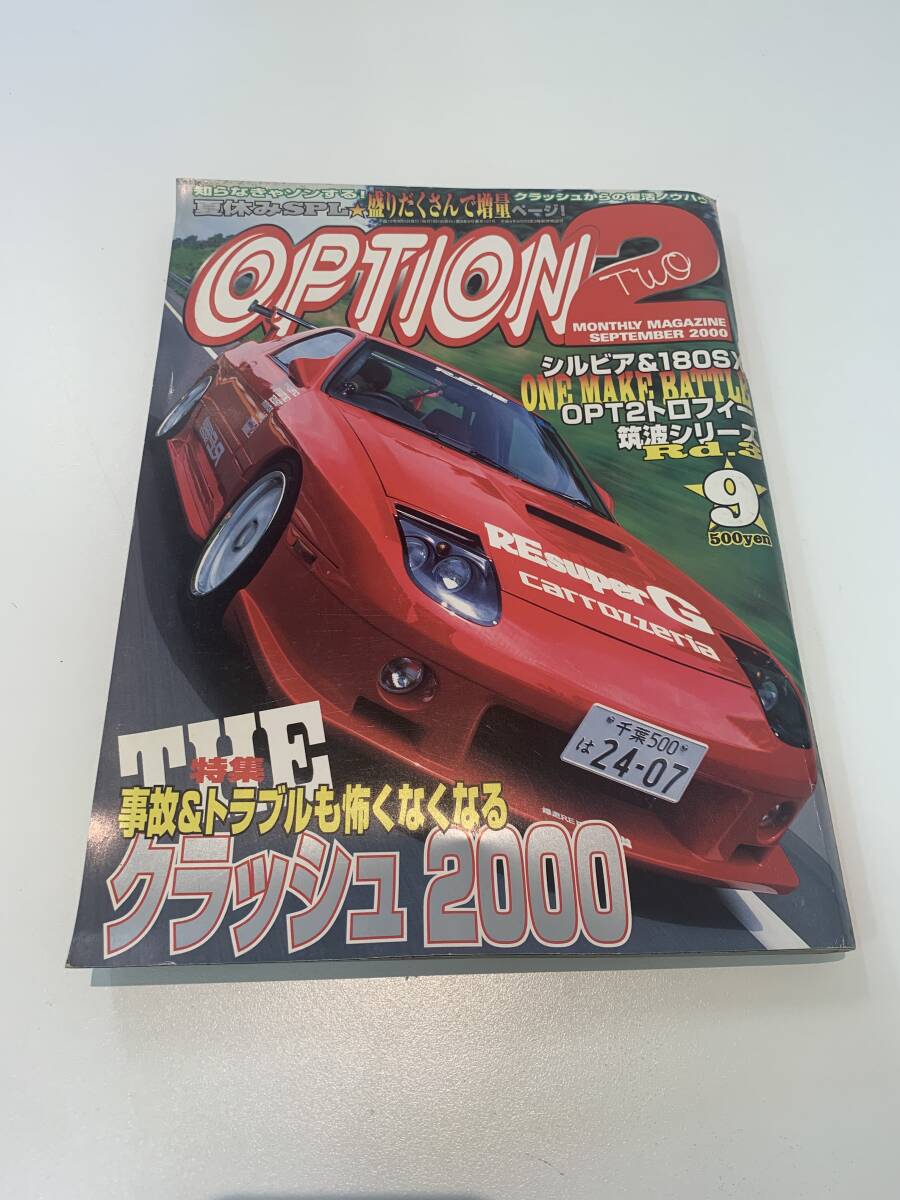 知らなきゃソンする!
クラッシュからの復活ノウハウ
夏休みSPL★盛りだくさんで増量ページ!
OPTION2
TWO
MONTHLY MAGAZINE
SEPTEMBER 2000
シルビア&180SX
ONE MAKE BATTLE
OPT2トロフィー
筑波シリーズ
Rd.3
9
500yen
REsuperG
carrozzeria
千葉500
は 24-07
THE
特集
事故&トラブルも怖くなくなる
クラッシュ2000